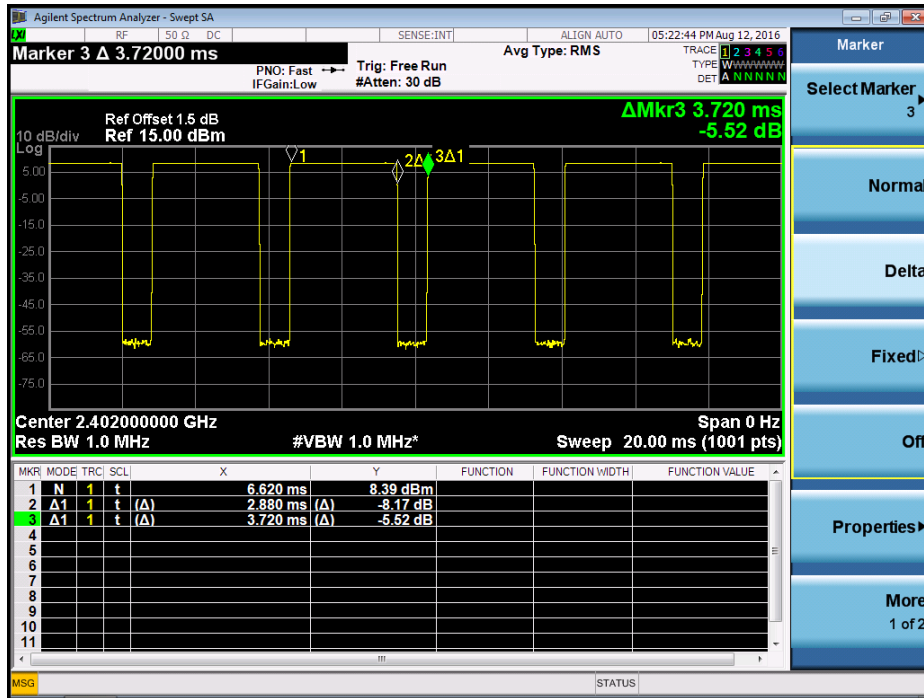 Agilent Spectrum Analyzer - Swept SA
LXI RF 50 Ω DC SENSE:INT ALIGN AUTO 05:22:44 PM Aug 12, 2016
Marker 3 Δ 3.72000 ms
PNO: Fast
IFGain:Low
Trig: Free Run
#Atten: 30 dB
Avg Type: RMS
TRACE 1 2 3 4 5 6
TYPE WWWWWWW
DET A N N N N N
ΔMkr3 3.720 ms
-5.52 dB
Ref Offset 1.5 dB
10 dB/div Ref 15.00 dBm
Log
1
2Δ
3Δ1
5.00
-5.00
-15.0
-25.0
-35.0
-45.0
-55.0
-65.0
-75.0
Center 2.402000000 GHz Span 0 Hz
Res BW 1.0 MHz #VBW 1.0 MHz* Sweep 20.00 ms (1001 pts)
MKR MODE TRC SCL X Y FUNCTION FUNCTION WIDTH FUNCTION VALUE
1 N 1 t 6.620 ms 8.39 dBm
2 Δ1 1 t (Δ) 2.880 ms (Δ) -8.17 dB
3 Δ1 1 t (Δ) 3.720 ms (Δ) -5.52 dB
4
5
6
7
8
9
10
11
MSG STATUS
Marker
Select Marker
3
Normal
Delta
Fixed
Off
Properties
More
1 of 2